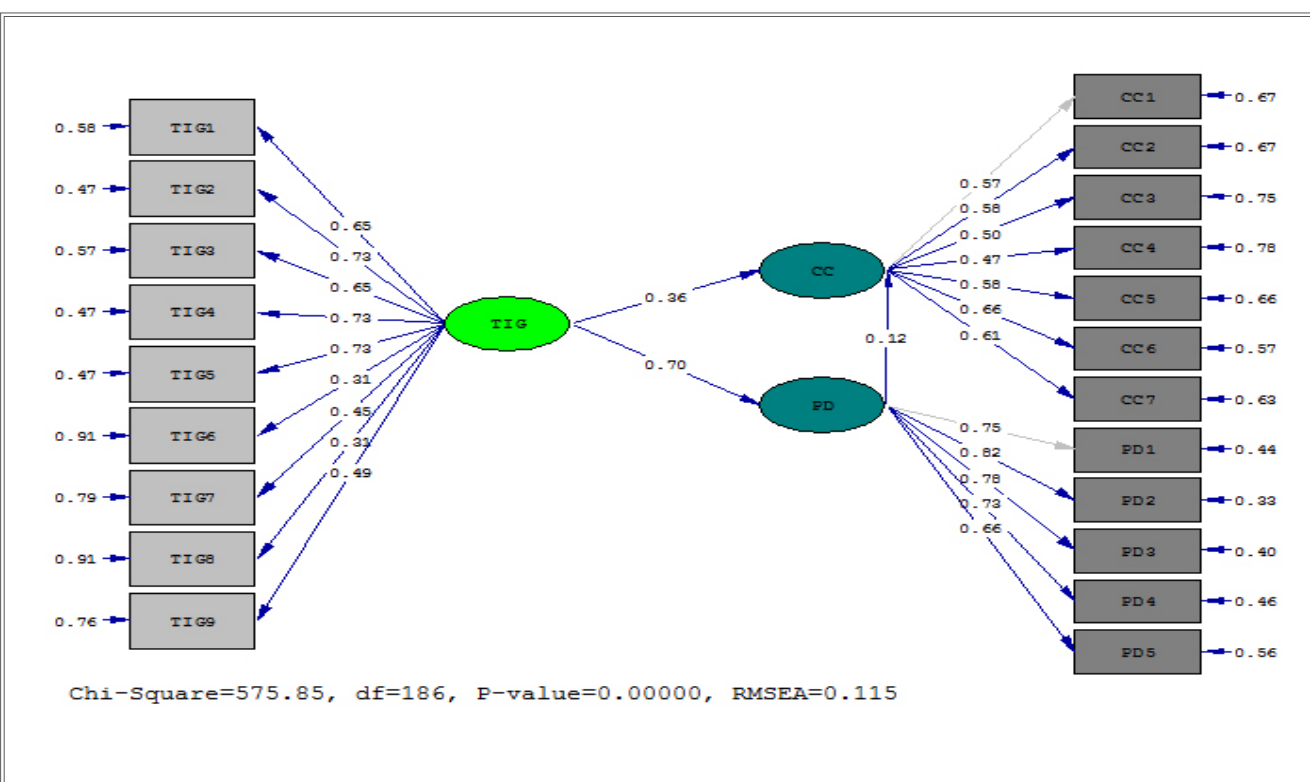 0.58 TIG1
0.47 TIG2
0.57 TIG3
0.47 TIG4
0.47 TIG5
0.91 TIG6
0.79 TIG7
0.91 TIG8
0.76 TIG9
0.65
0.73
0.65
0.73
0.73
0.31
0.45
0.31
0.49
TIG
0.36
0.70
CC
0.12
PD
0.57
0.58
0.50
0.47
0.58
0.66
0.61
0.75
0.82
0.78
0.73
0.66
CC1 0.67
CC2 0.67
CC3 0.75
CC4 0.78
CC5 0.66
CC6 0.57
CC7 0.63
PD1 0.44
PD2 0.33
PD3 0.40
PD4 0.46
PD5 0.56
Chi-Square=575.85, df=186, P-value=0.00000, RMSEA=0.115